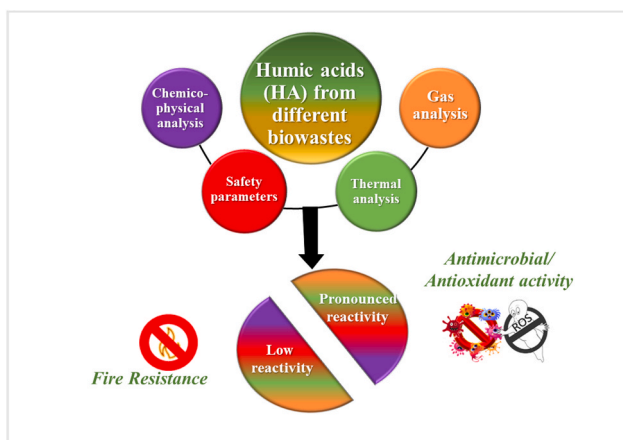 Humic acids
(HA) from
different
biowastes
Chemico-
physical
analysis
Gas
analysis
Safety
parameters
Thermal
analysis
Antimicrobial/
Antioxidant activity
Pronounced
reactivity
ROS
Low
reactivity
Fire Resistance